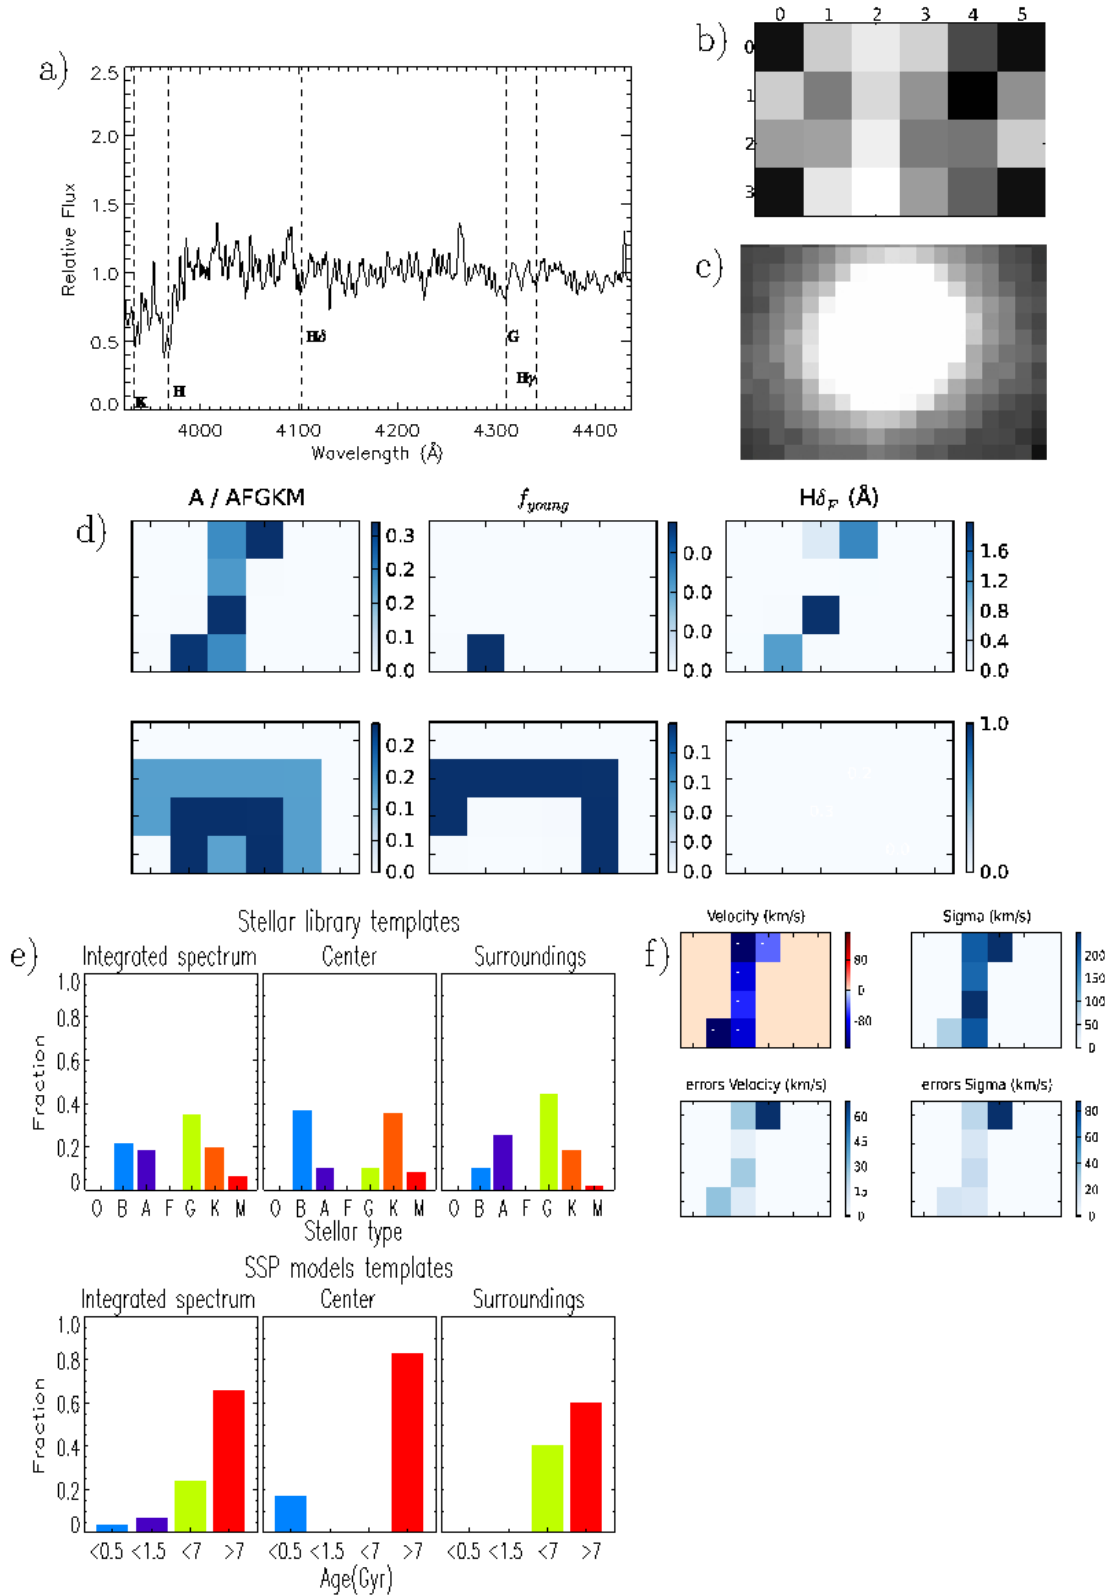 a)
2.5
2.0
1.5
1.0
0.5
0.0
Relative Flux
K
H
Hδ
G
Hγ
4000 4100 4200 4300 4400
Wavelength (Å)
b)
0 1 2 3 4 5
0
1
2
3
c)
d)
A / AFGKM
0.3
0.2
0.2
0.1
0.0
f_young
0.0
0.0
0.0
0.0
Hδ_F (Å)
1.6
1.2
0.8
0.4
0.0
0.2
0.2
0.1
0.0
0.1
0.1
0.0
0.0
0.0
1.0
0.0
e)
Stellar library templates
Integrated spectrum Center Surroundings
1.0
0.8
0.6
0.4
0.2
0
Fraction
O B A F G K M O B A F G K M O B A F G K M
Stellar type
SSP models templates
Integrated spectrum Center Surroundings
1.0
0.8
0.6
0.4
0.2
0
Fraction
<0.5 <1.5 <7 >7 <0.5 <1.5 <7 >7 <0.5 <1.5 <7 >7
Age(Gyr)
f)
Velocity (km/s)
80
0
-80
Sigma (km/s)
200
150
100
50
0
errors Velocity (km/s)
60
45
30
15
0
errors Sigma (km/s)
80
60
40
20
0